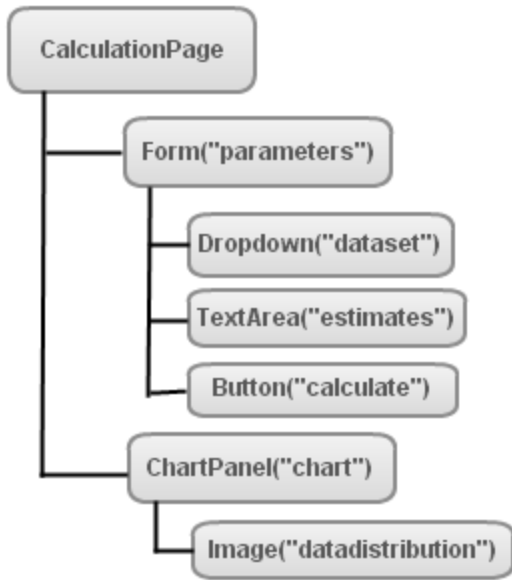 CalculationPage
Form("parameters")
Dropdown("dataset")
TextArea("estimates")
Button("calculate")
ChartPanel("chart")
Image("datadistribution")